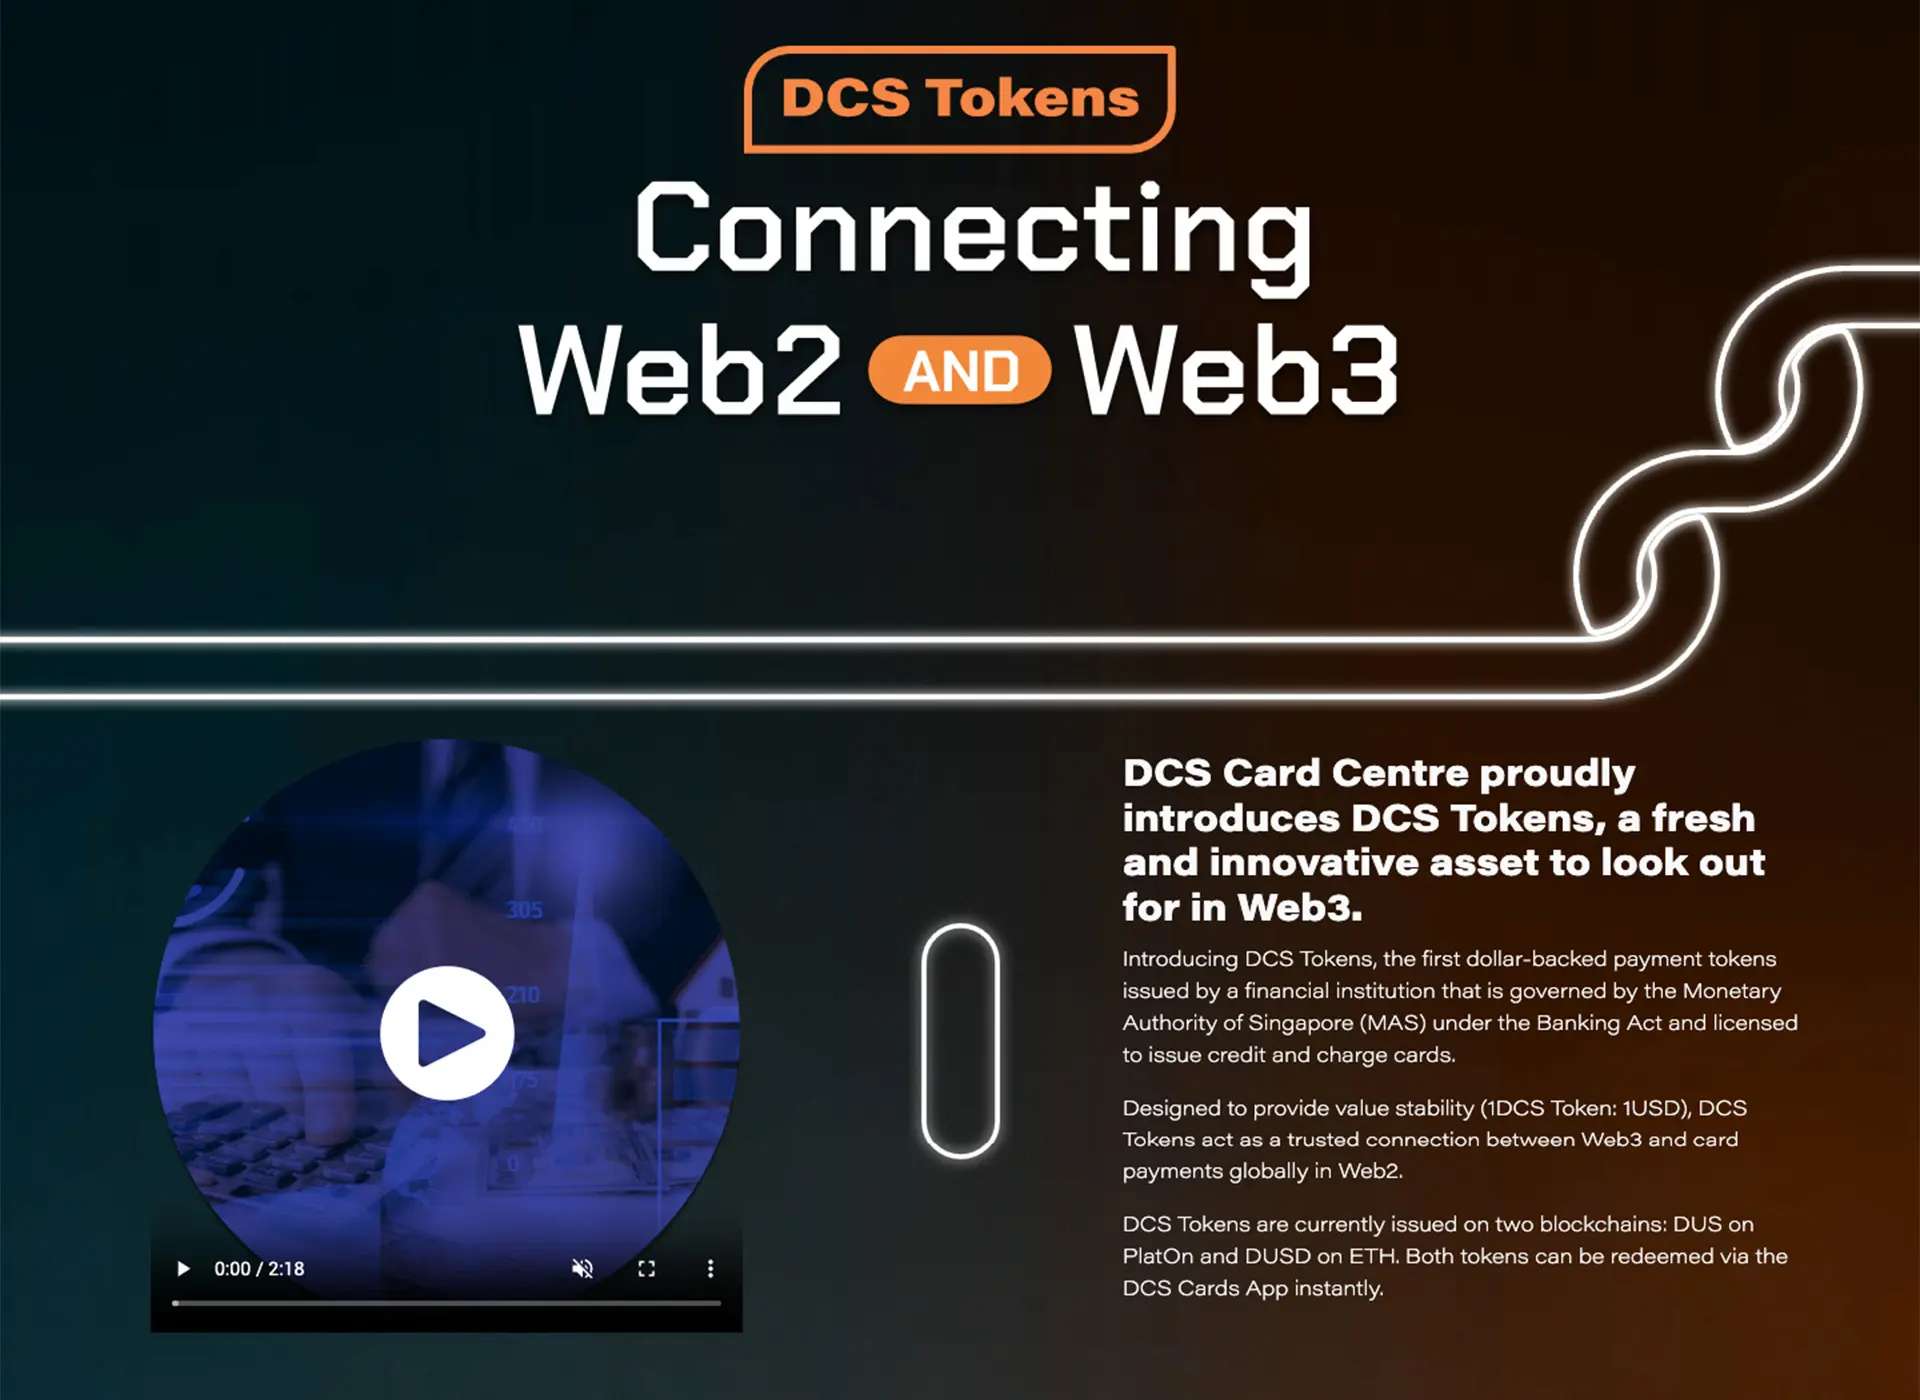 DCS Tokens
Connecting
Web2 AND Web3
DCS Card Centre proudly
introduces DCS Tokens, a fresh
and innovative asset to look out
for in Web3.
Introducing DCS Tokens, the first dollar-backed payment tokens
issued by a financial institution that is governed by the Monetary
Authority of Singapore (MAS) under the Banking Act and licensed
to issue credit and charge cards.
Designed to provide value stability (1DCS Token: 1USD), DCS
Tokens act as a trusted connection between Web3 and card
payments globally in Web2.
DCS Tokens are currently issued on two blockchains: DUS on
PlatOn and DUSD on ETH. Both tokens can be redeemed via the
DCS Cards App instantly.
305
210
0
0:00 / 2:18